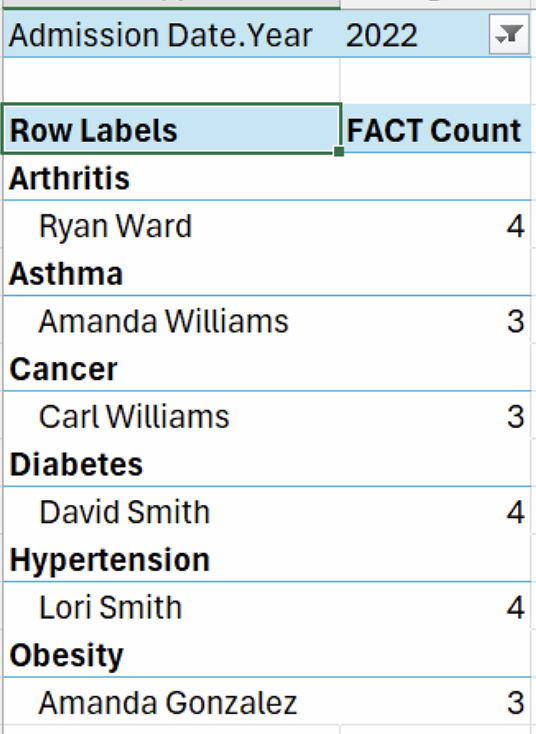 Admission Date.Year 2022
Row Labels FACT Count
Arthritis
Ryan Ward 4
Asthma
Amanda Williams 3
Cancer
Carl Williams 3
Diabetes
David Smith 4
Hypertension
Lori Smith 4
Obesity
Amanda Gonzalez 3